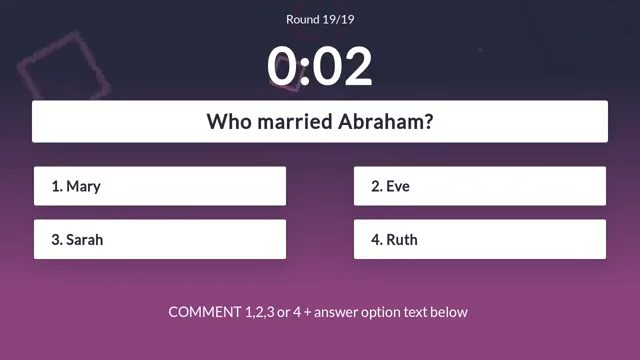 Round 19/19
0:02
Who married Abraham?
1. Mary
2. Eve
3. Sarah
4. Ruth
COMMENT 1,2,3 or 4 + answer option text below